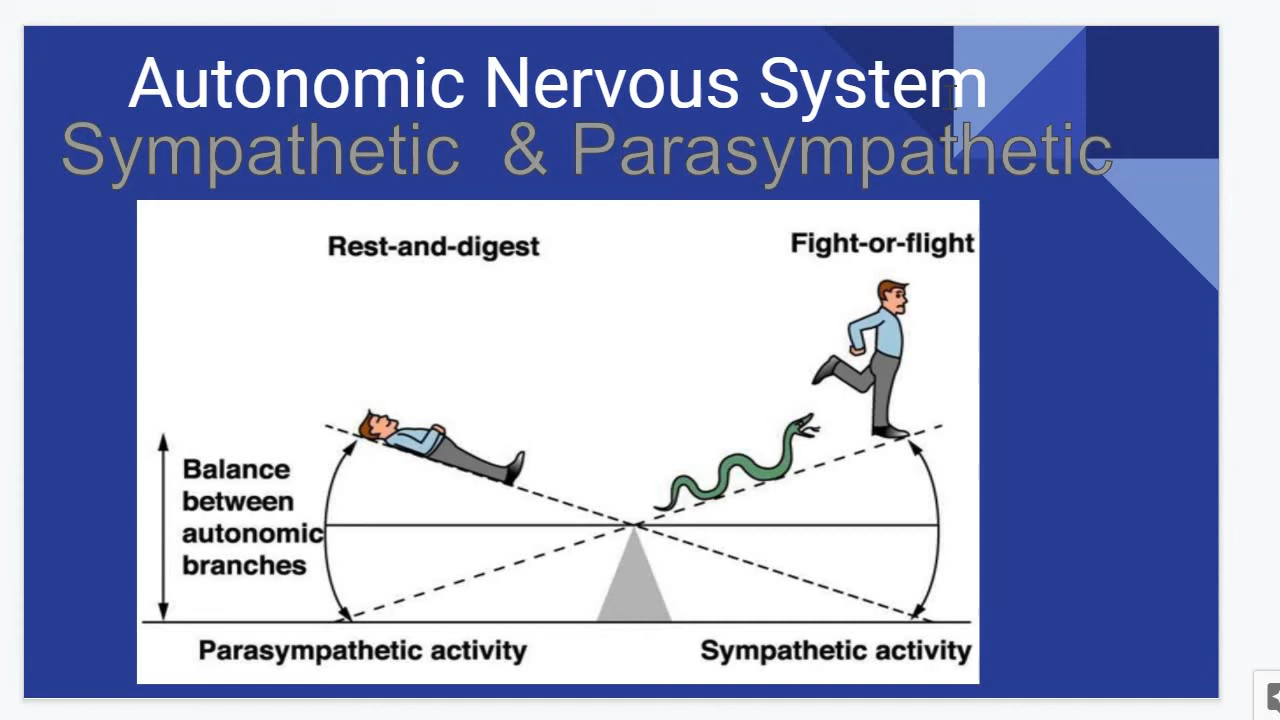 Autonomic Nervous System
Sympathetic & Parasympathetic
Rest-and-digest
Fight-or-flight
Balance
between
autonomic
branches
Parasympathetic activity
Sympathetic activity